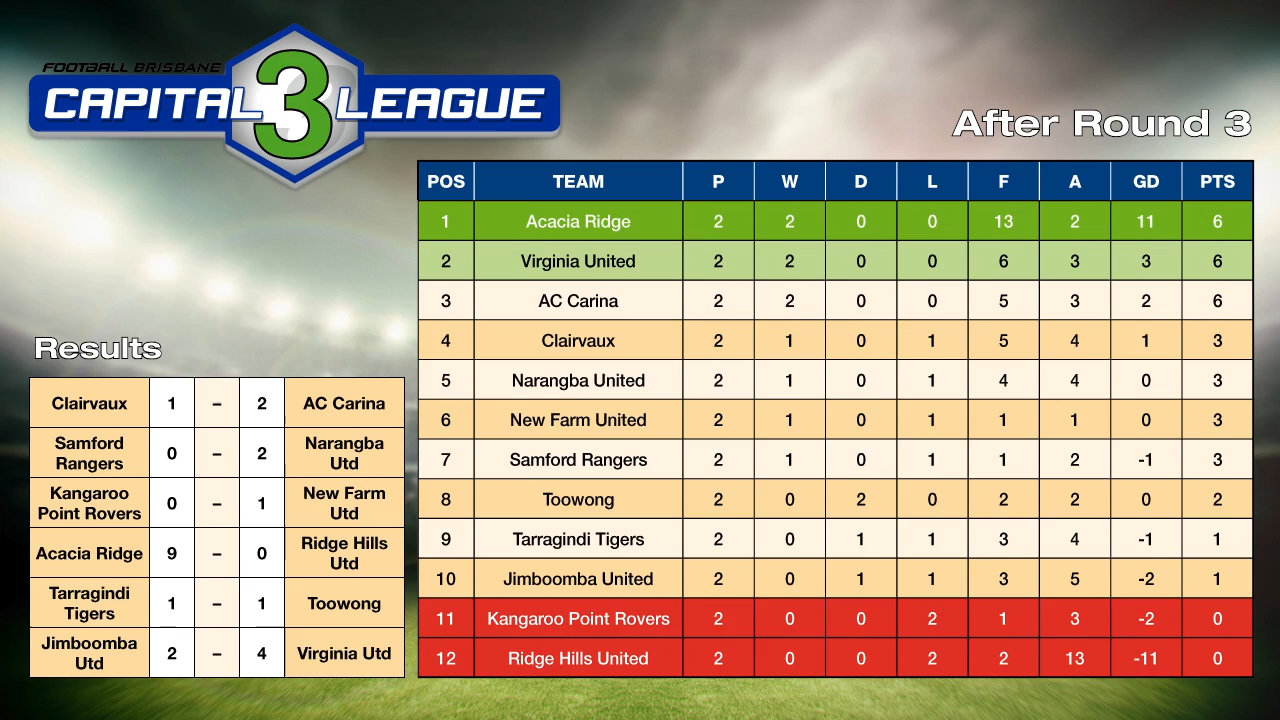 FOOTBALL BRISBANE
CAPITAL 3 LEAGUE
After Round 3
POS TEAM P W D L F A GD PTS
1 Acacia Ridge 2 2 0 0 13 2 11 6
2 Virginia United 2 2 0 0 6 3 3 6
3 AC Carina 2 2 0 0 5 3 2 6
4 Clairvaux 2 1 0 1 5 4 1 3
5 Narangba United 2 1 0 1 4 4 0 3
6 New Farm United 2 1 0 1 1 1 0 3
7 Samford Rangers 2 1 0 1 1 2 -1 3
8 Toowong 2 0 2 0 2 2 0 2
9 Tarragindi Tigers 2 0 1 1 3 4 -1 1
10 Jimboomba United 2 0 1 1 3 5 -2 1
11 Kangaroo Point Rovers 2 0 0 2 1 3 -2 0
12 Ridge Hills United 2 0 0 2 2 13 -11 0
Results
Clairvaux 1 – 2 AC Carina
Samford Rangers 0 – 2 Narangba Utd
Kangaroo Point Rovers 0 – 1 New Farm Utd
Acacia Ridge 9 – 0 Ridge Hills Utd
Tarragindi Tigers 1 – 1 Toowong
Jimboomba Utd 2 – 4 Virginia Utd